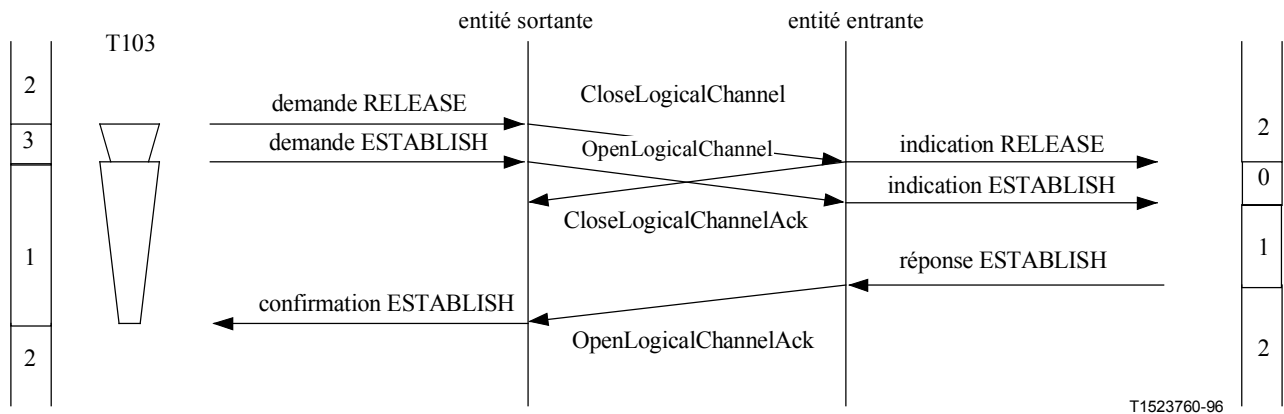 entité sortante
entité entrante
T103
2
3
1
2
demande RELEASE
demande ESTABLISH
confirmation ESTABLISH
CloseLogicalChannel
OpenLogicalChannel
CloseLogicalChannelAck
OpenLogicalChannelAck
indication RELEASE
indication ESTABLISH
réponse ESTABLISH
2
0
1
2
T1523760-96